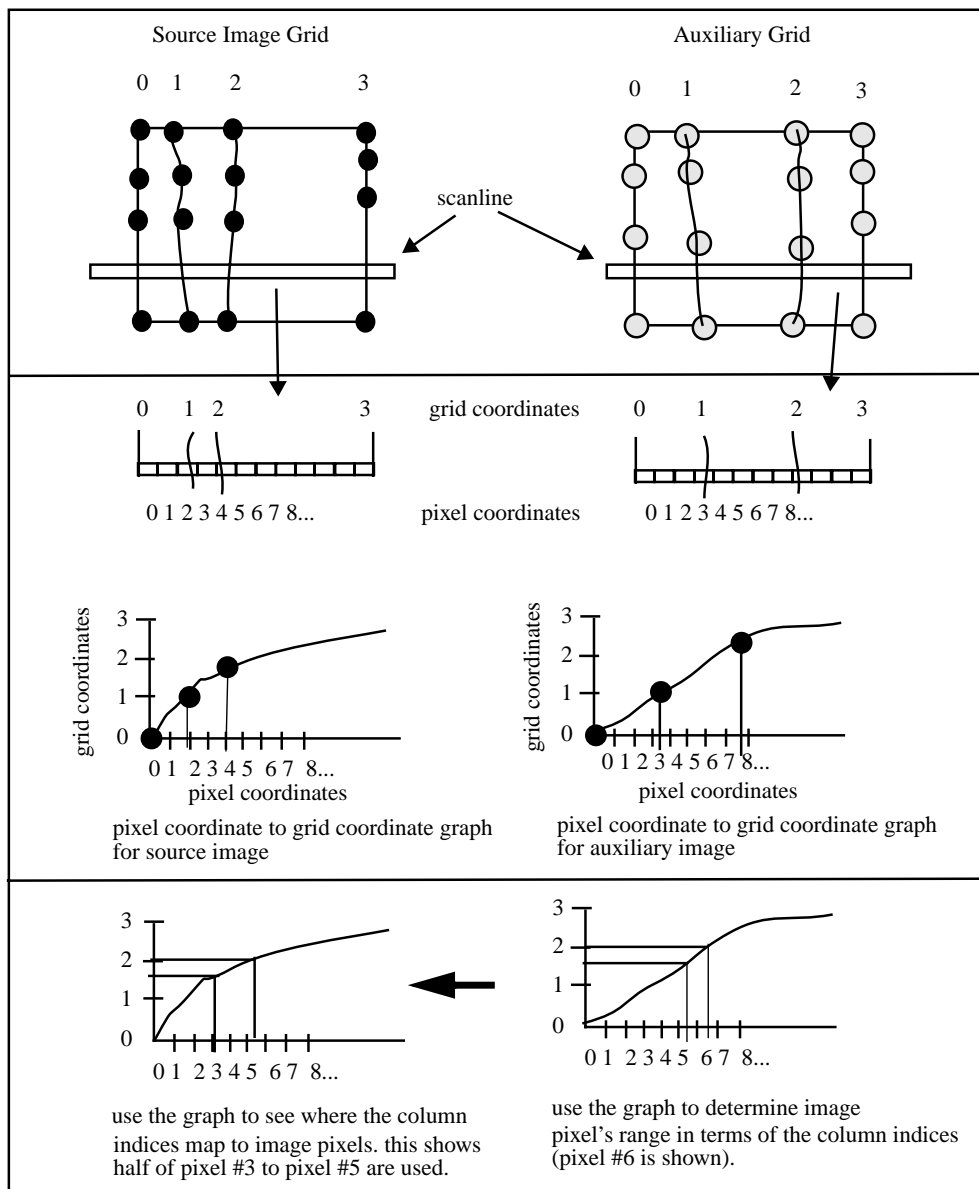 Source Image Grid
Auxiliary Grid
0 1 2 3
0 1 2 3
scanline
0 1 2 3
grid coordinates
0 1 2 3
0 1 2 3 4 5 6 7 8...
pixel coordinates
0 1 2 3 4 5 6 7 8...
grid coordinates
3
2
1
0
0 1 2 3 4 5 6 7 8...
pixel coordinates
pixel coordinate to grid coordinate graph
for source image
grid coordinates
3
2
1
0
0 1 2 3 4 5 6 7 8...
pixel coordinates
pixel coordinate to grid coordinate graph
for auxiliary image
3
2
1
0
0 1 2 3 4 5 6 7 8...
use the graph to see where the column
indices map to image pixels. this shows
half of pixel #3 to pixel #5 are used.
3
2
1
0
0 1 2 3 4 5 6 7 8...
use the graph to determine image
pixel's range in terms of the column indices
(pixel #6 is shown).